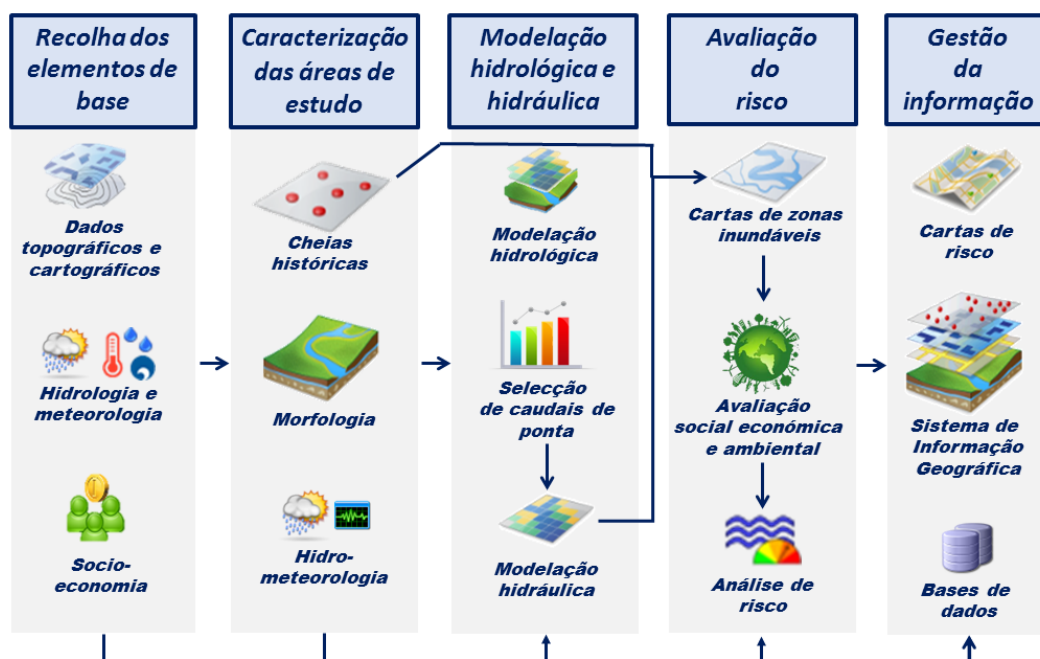 Recolha dos
elementos de
base
Caracterização
das áreas de
estudo
Modelação
hidrológica e
hidráulica
Avaliação
do
risco
Gestão
da
informação
Dados
topográficos e
cartográficos
Hidrologia e
meteorologia
Socio-
economia
Cheias
históricas
Morfologia
Hidro-
meteorologia
Modelação
hidrológica
Selecção
de caudais de
ponta
Modelação
hidráulica
Cartas de zonas
inundáveis
Avaliação
social económica
e ambiental
Análise de
risco
Cartas de
risco
Sistema de
Informação
Geográfica
Bases de
dados